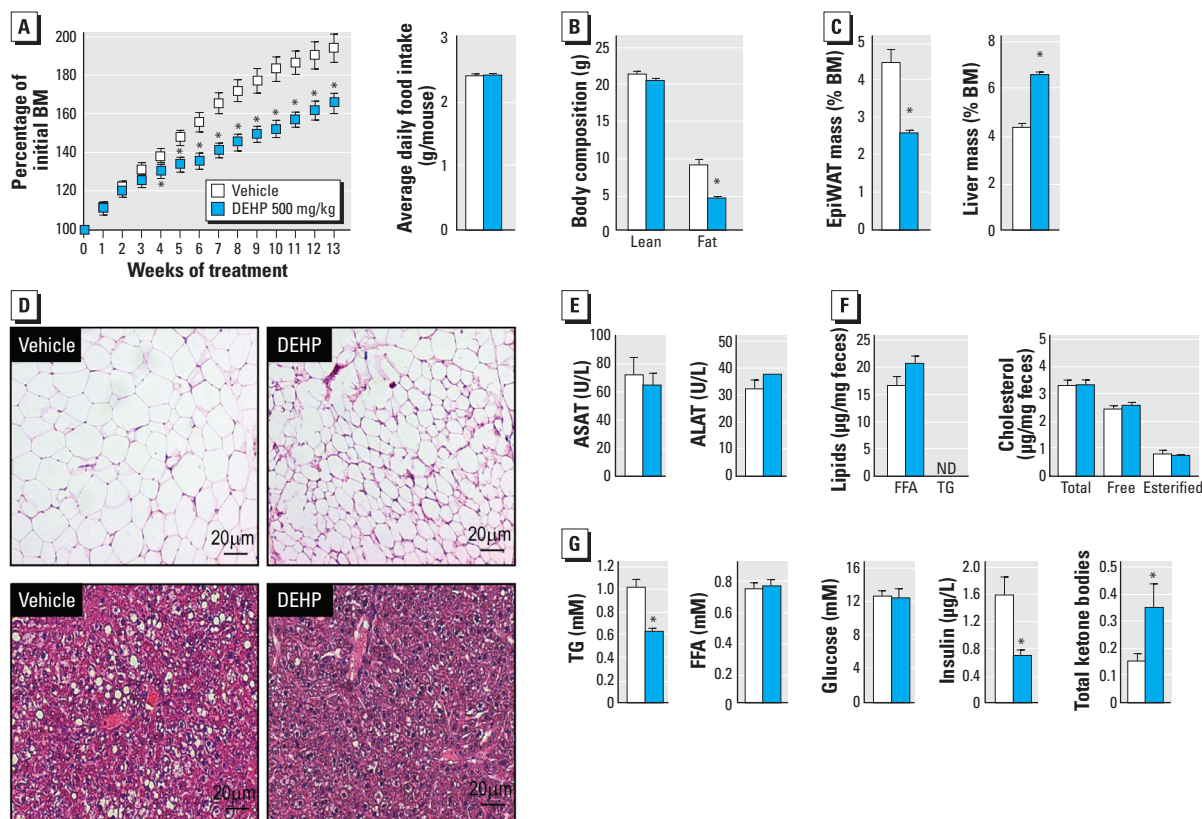 A
Percentage of
initial BM
200
180
160
140
120
100
* * * * * * * * * *
Vehicle
DEHP 500 mg/kg
0 1 2 3 4 5 6 7 8 9 10 11 12 13
Weeks of treatment
Average daily food intake
(g/mouse)
3
2
1
0
B
Body composition (g)
25
20
15
10
5
0
*
Lean Fat
C
EpiWAT mass (% BM)
5
4
3
2
1
0
*
Liver mass (% BM)
8
6
4
2
0
*
D
Vehicle
20µm
DEHP
20µm
Vehicle
20µm
DEHP
20µm
E
ASAT (U/L)
100
80
60
40
20
0
ALAT (U/L)
50
40
30
20
10
0
F
Lipids (µg/mg feces)
25
20
15
10
5
0
ND
FFA TG
Cholesterol
(µg/mg feces)
5
4
3
2
1
0
Total Free Esterified
G
TG (mM)
1.2
1.0
0.8
0.6
0.4
0.2
0
*
FFA (mM)
1.0
0.8
0.6
0.4
0.2
0
Glucose (mM)
16
12
8
4
0
Insulin (µg/L)
2.0
1.6
1.2
0.8
0.4
0
*
Total ketone bodies
0.5
0.4
0.3
0.2
0.1
0
*